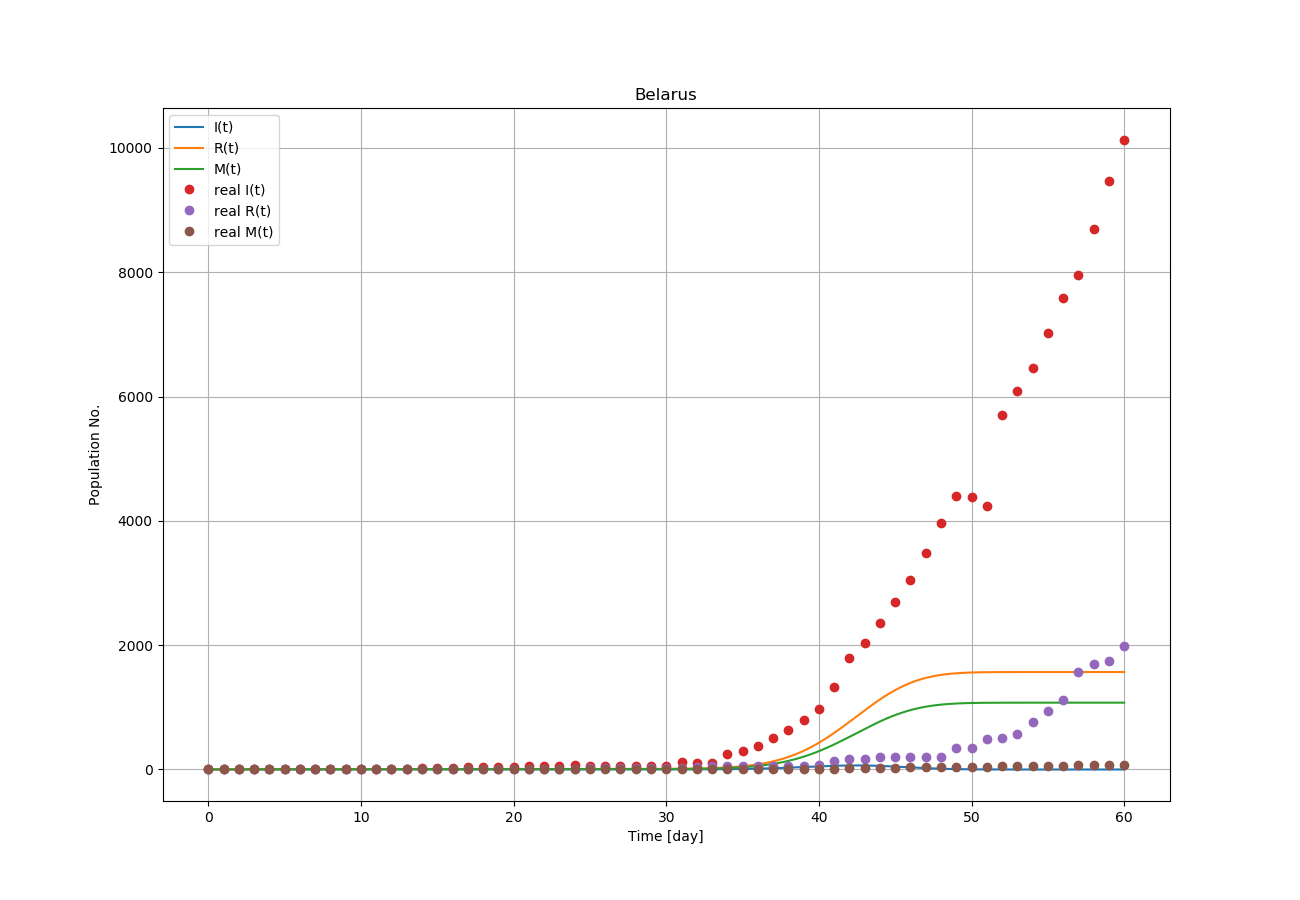 Belarus
I(t)
R(t)
M(t)
real I(t)
real R(t)
real M(t)
10000
8000
6000
4000
2000
0
Population No.
0 10 20 30 40 50 60
Time [day]